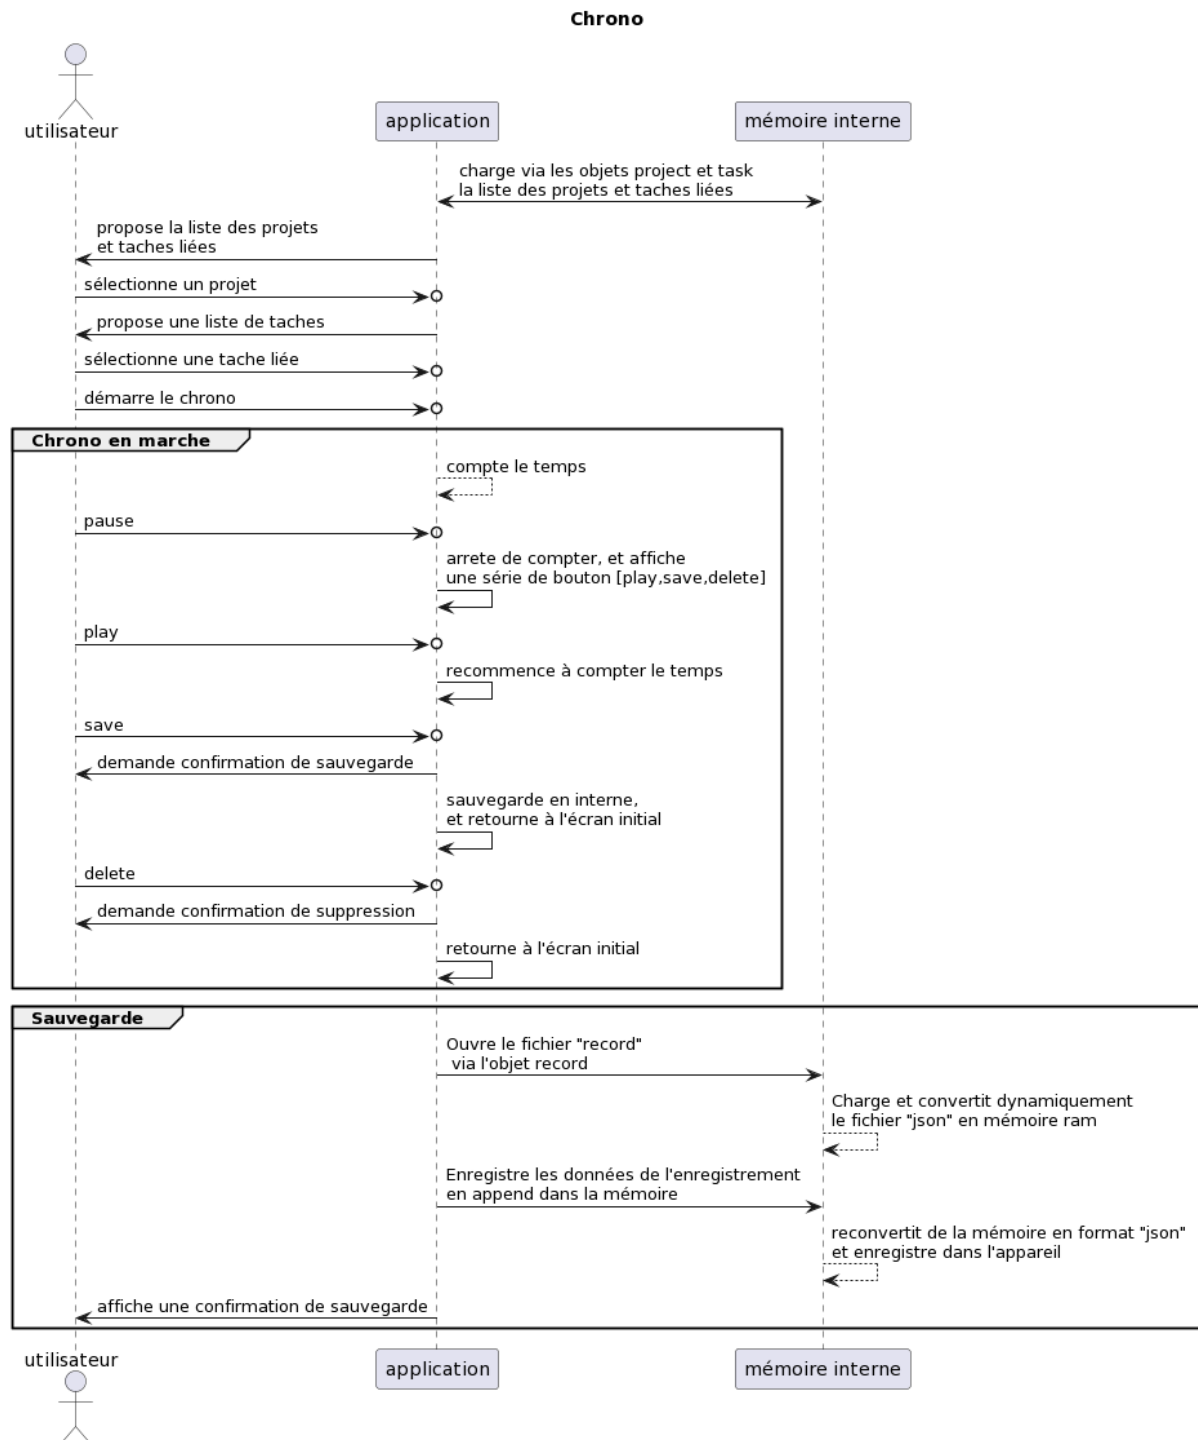 Chrono
utilisateur
application
mémoire interne
charge via les objets project et task
la liste des projets et taches liées
propose la liste des projets
et taches liées
sélectionne un projet
propose une liste de taches
sélectionne une tache liée
démarre le chrono
Chrono en marche
compte le temps
pause
arrete de compter, et affiche
une série de bouton [play,save,delete]
play
recommence à compter le temps
save
demande confirmation de sauvegarde
sauvegarde en interne,
et retourne à l'écran initial
delete
demande confirmation de suppression
retourne à l'écran initial
Sauvegarde
Ouvre le fichier "record"
via l'objet record
Charge et convertit dynamiquement
le fichier "json" en mémoire ram
Enregistre les données de l'enregistrement
en append dans la mémoire
reconvertit de la mémoire en format "json"
et enregistre dans l'appareil
affiche une confirmation de sauvegarde
utilisateur
application
mémoire interne